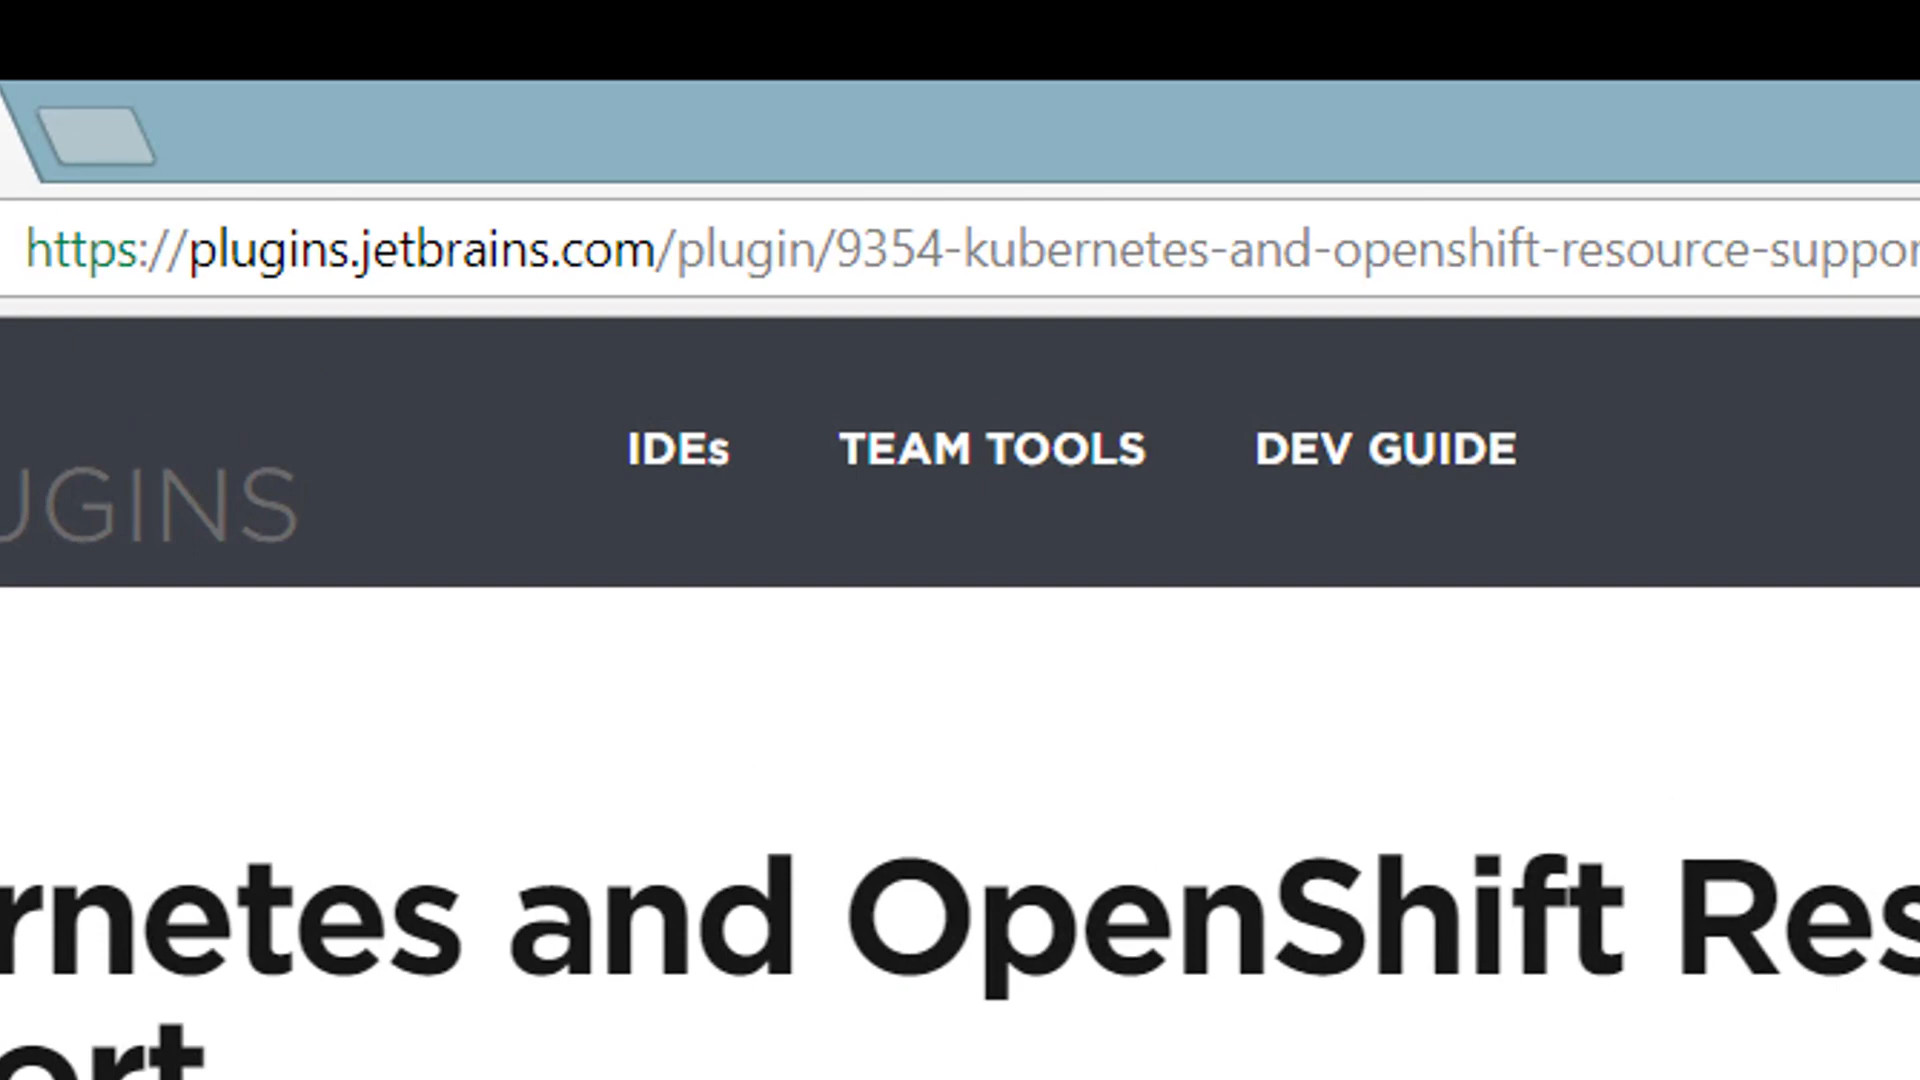 https://plugins.jetbrains.com/plugin/9354-kubernetes-and-openshift-resource-suppor
IDEs TEAM TOOLS DEV GUIDE
UGINS
rnetes and OpenShift Res
ort